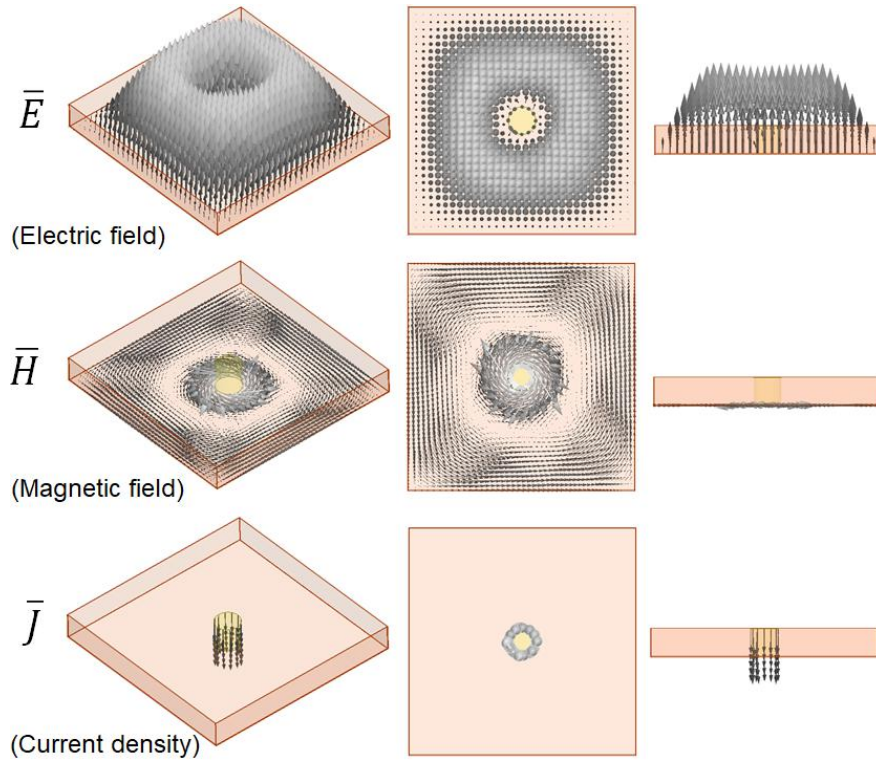 E̅
(Electric field)
H̅
(Magnetic field)
J̅
(Current density)